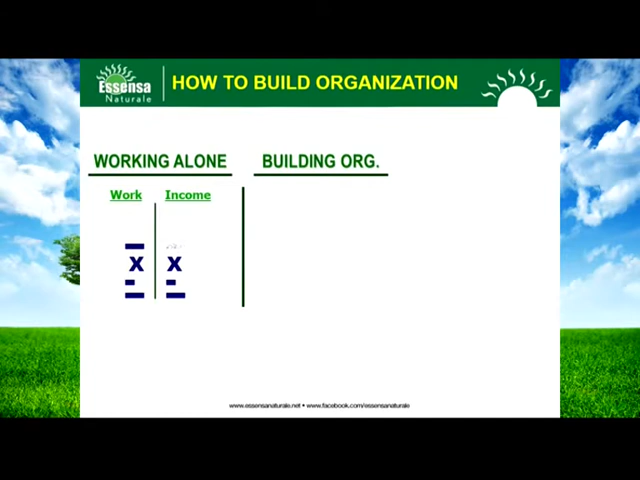 Essensa
Naturale
HOW TO BUILD ORGANIZATION
WORKING ALONE
BUILDING ORG.
Work Income
X X
www.essensanaturale.net • www.facebook.com/essensanaturale